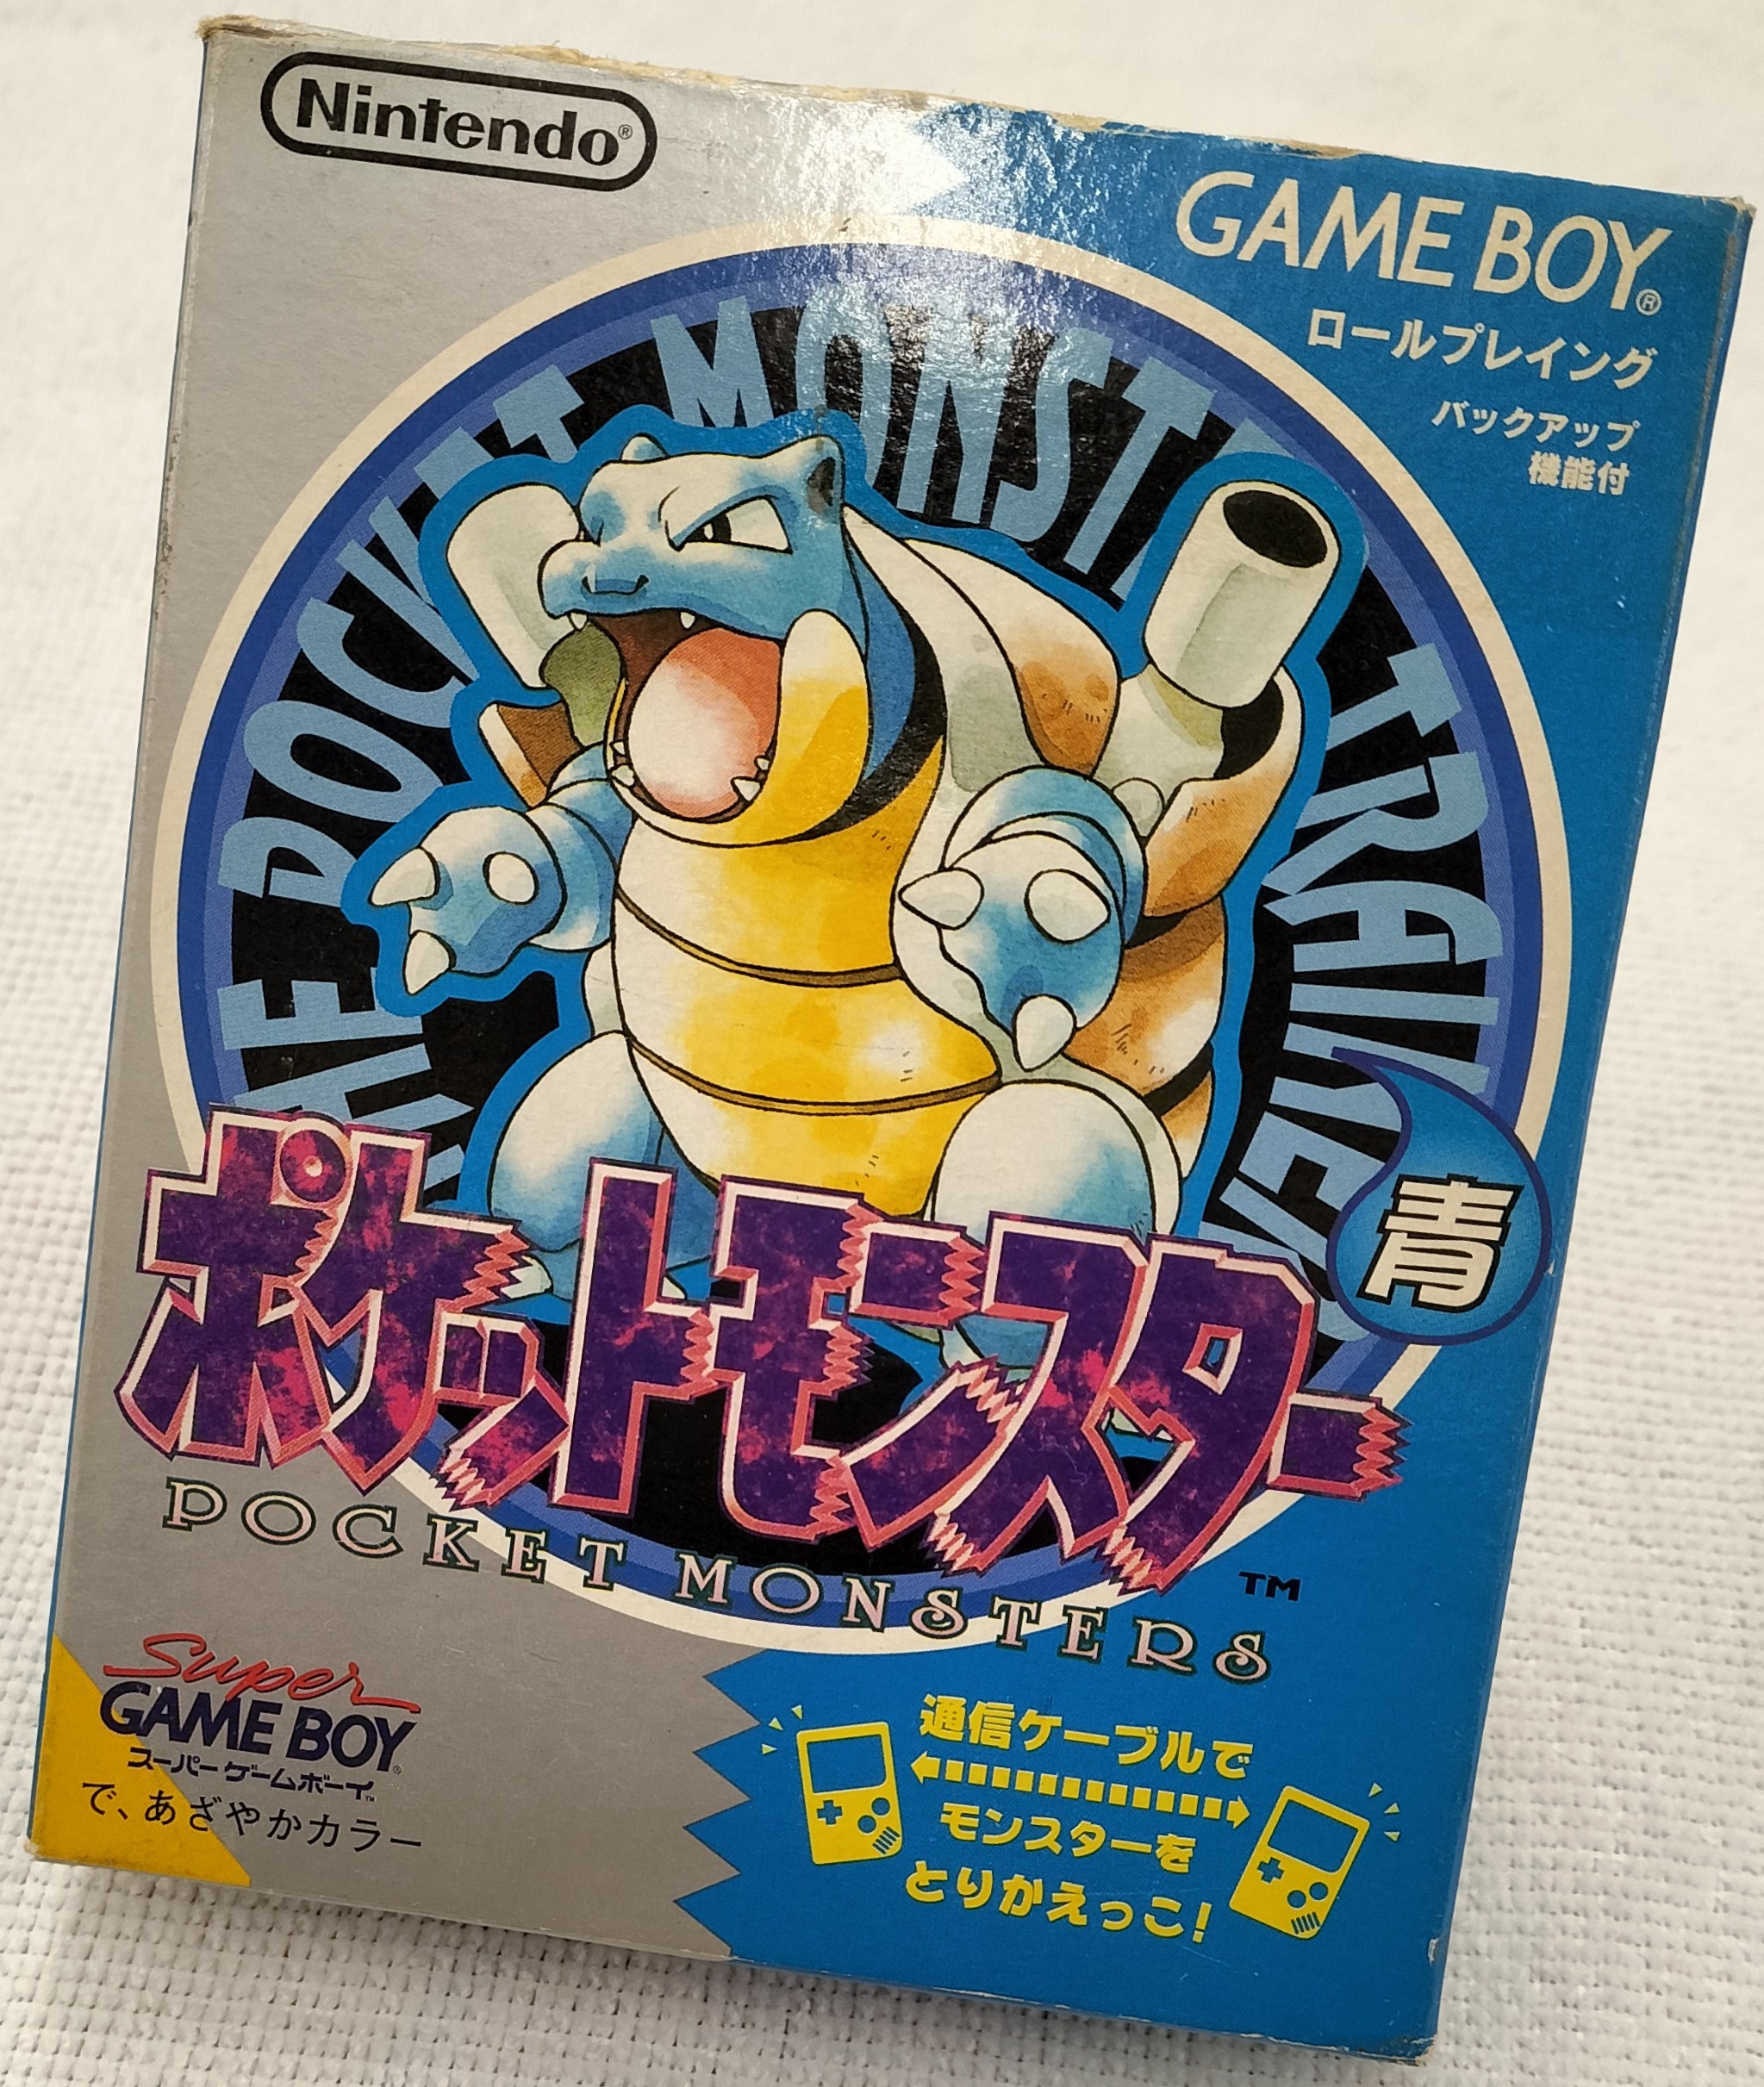 Nintendo®
GAME BOY®
ロールプレイング
バックアップ
機能付
POCKET MONSTER TRAINER
青
ポケットモンスター
POCKET MONSTERS
TM
Super
GAME BOY®
スーパーゲームボーイTM
で、あざやかカラー
通信ケーブルで
モンスターを
とりかえっこ!